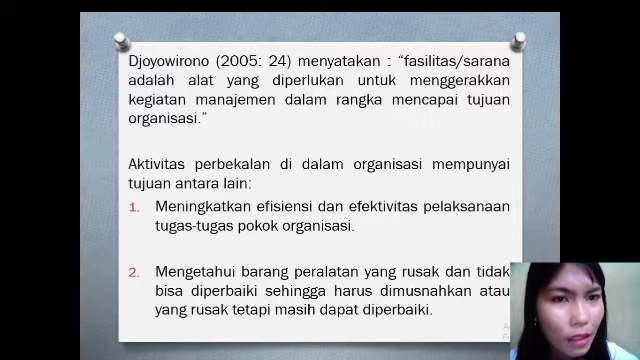 Djoyowirono (2005: 24) menyatakan : “fasilitas/sarana
adalah alat yang diperlukan untuk menggerakkan
kegiatan manajemen dalam rangka mencapai tujuan
organisasi.”
Aktivitas perbekalan di dalam organisasi mempunyai
tujuan antara lain:
1. Meningkatkan efisiensi dan efektivitas pelaksanaan
tugas-tugas pokok organisasi.
2. Mengetahui barang peralatan yang rusak dan tidak
bisa diperbaiki sehingga harus dimusnahkan atau
yang rusak tetapi masih dapat diperbaiki.